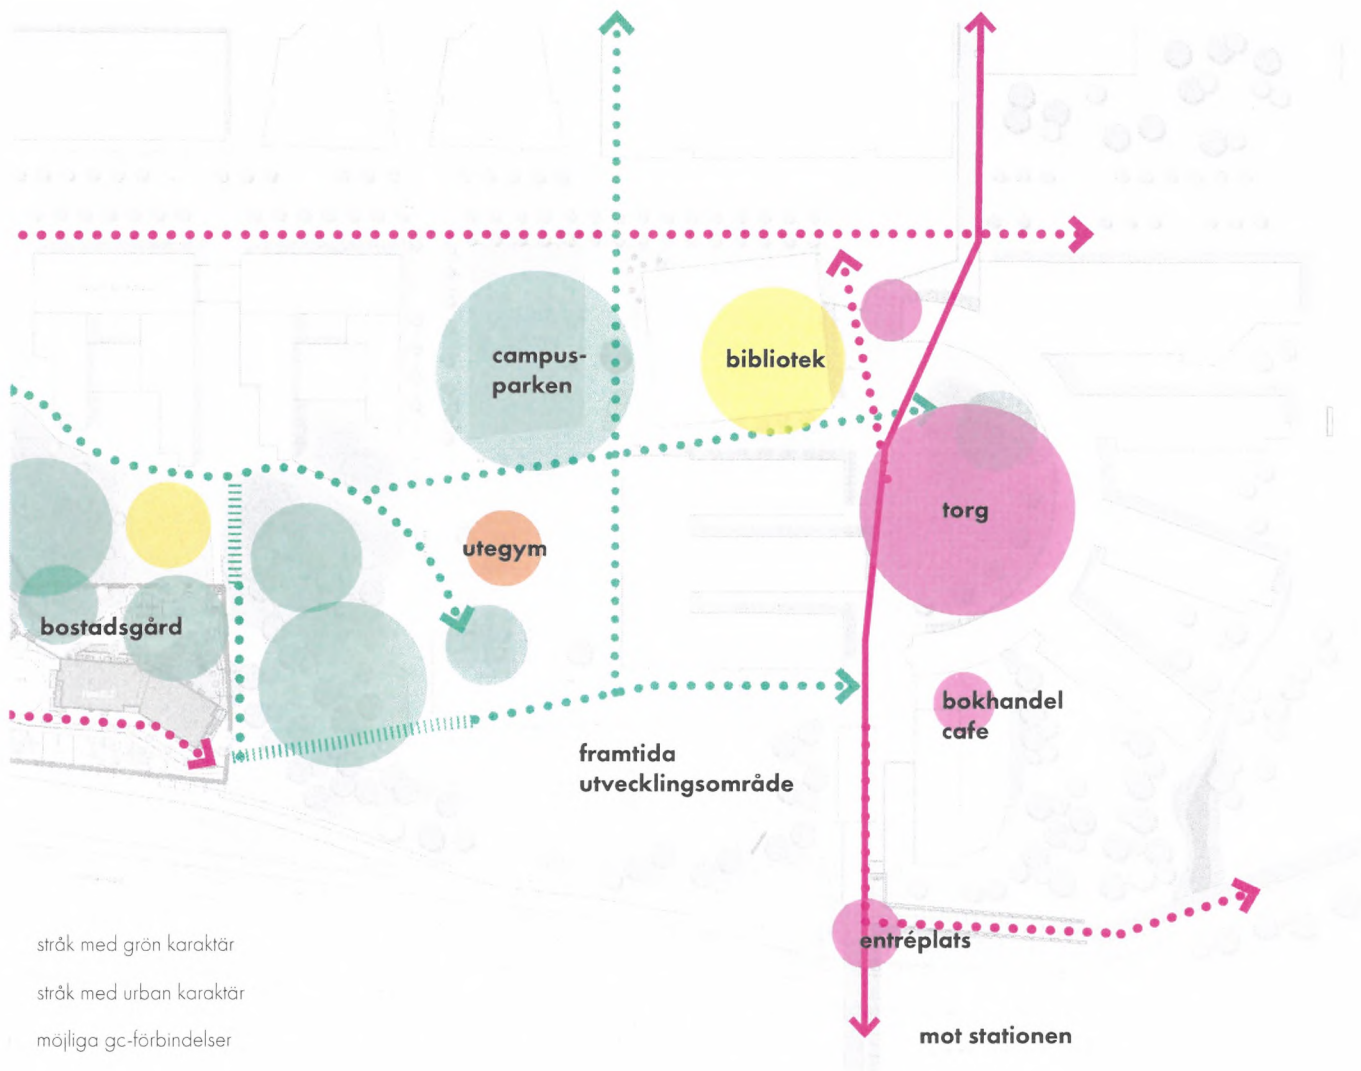 campus-
parken
bibliotek
torg
utegym
bostadsgård
bokhandel
cafe
framtida
utvecklingsområde
entréplats
mot stationen
stråk med grön karaktär
stråk med urban karaktär
möjliga gc-förbindelser